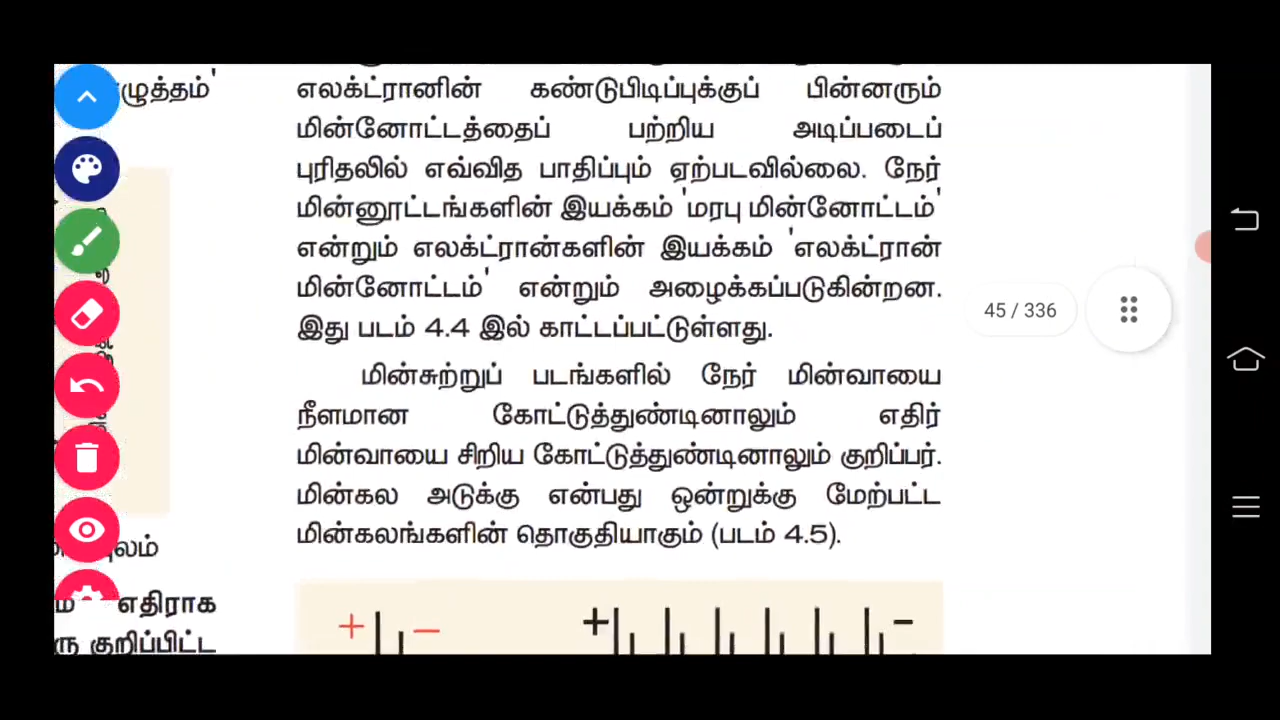 எலக்ட்ரானின் கண்டுபிடிப்புக்குப் பின்னரும்
மின்னோட்டத்தைப் பற்றிய அடிப்படைப்
புரிதலில் எவ்வித பாதிப்பும் ஏற்படவில்லை. நேர்
மின்னூட்டங்களின் இயக்கம் 'மரபு மின்னோட்டம்'
என்றும் எலக்ட்ரான்களின் இயக்கம் 'எலக்ட்ரான்
மின்னோட்டம்' என்றும் அழைக்கப்படுகின்றன.
இது படம் 4.4 இல் காட்டப்பட்டுள்ளது.
மின்சுற்றுப் படங்களில் நேர் மின்வாயை
நீளமான கோட்டுத்துண்டினாலும் எதிர்
மின்வாயை சிறிய கோட்டுத்துண்டினாலும் குறிப்பர்.
மின்கல அடுக்கு என்பது ஒன்றுக்கு மேற்பட்ட
மின்கலங்களின் தொகுதியாகும் (படம் 4.5).
+ − + −
எதிராக
குறிப்பிட்ட
45 / 336